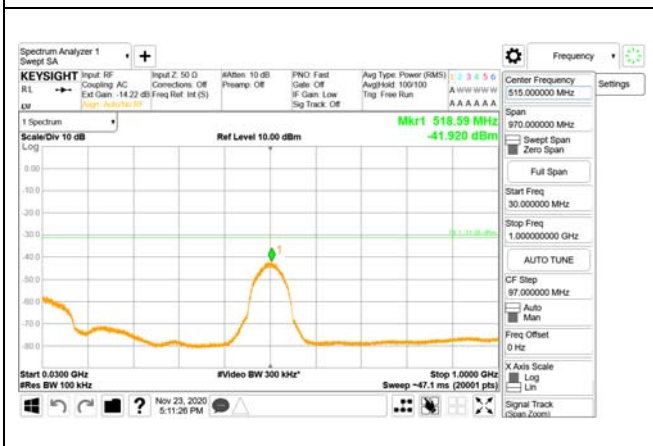 Spectrum Analyzer 1
Swept SA
Frequency
KEYSIGHT Input: RF Input Z: 50 Ω #Atten: 10 dB PNO: Fast Avg Type: Power (RMS) 1 2 3 4 5 6
RL Coupling: AC Corrections: Off Preamp: Off Gate: Off Avg|Hold: 100/100 A W W W W W
Ext Gain: -14.22 dB Freq Ref: Int (S) IF Gain: Low Trig: Free Run
Align: Auto/No RF Sig Track: Off A A A A A A
1 Spectrum
Mkr1 518.59 MHz
Scale/Div 10 dB Ref Level 10.00 dBm -41.920 dBm
Log
0.00
-10.0
-20.0
-30.0
-40.0
-50.0
-60.0
-70.0
-80.0
1
Start 0.0300 GHz #Video BW 300 kHz* Stop 1.0000 GHz
#Res BW 100 kHz Sweep ~47.1 ms (20001 pts)
Nov 23, 2020
5:11:26 PM
Center Frequency
515.000000 MHz
Settings
Span
970.000000 MHz
Swept Span
Zero Span
Full Span
Start Freq
30.000000 MHz
Stop Freq
1.000000000 GHz
AUTO TUNE
CF Step
97.000000 MHz
Auto
Man
Freq Offset
0 Hz
X Axis Scale
Log
Lin
Signal Track
(Span Zoom)